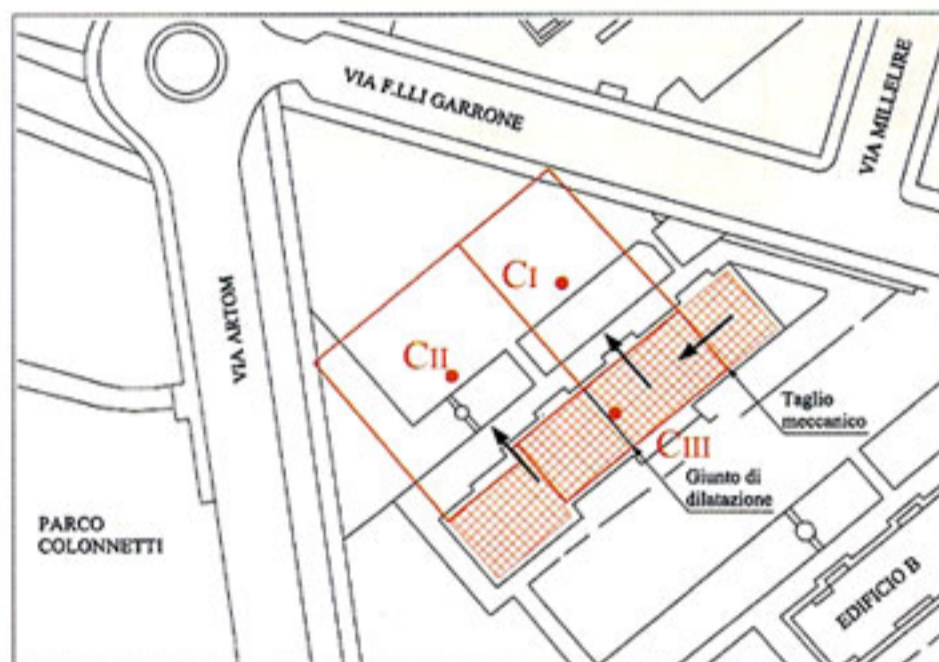 VIA F.LLI GARRONE
VIA MILLELIRE
VIA ARTOM
CI
CII
CIII
Taglio
meccanico
Giunto di
dilatazione
PARCO
COLONNETTI
EDIFICIO B